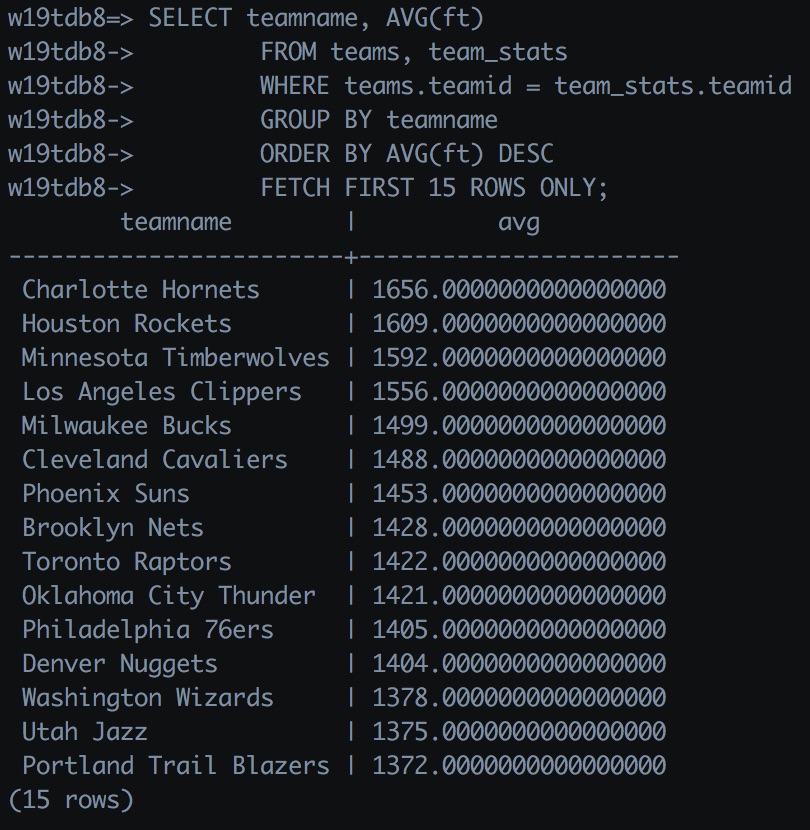 w19tdb8=> SELECT teamname, AVG(ft)
w19tdb8->         FROM teams, team_stats
w19tdb8->         WHERE teams.teamid = team_stats.teamid
w19tdb8->         GROUP BY teamname
w19tdb8->         ORDER BY AVG(ft) DESC
w19tdb8->         FETCH FIRST 15 ROWS ONLY;
        teamname        |          avg
------------------------+-----------------------
 Charlotte Hornets      | 1656.0000000000000000
 Houston Rockets        | 1609.0000000000000000
 Minnesota Timberwolves | 1592.0000000000000000
 Los Angeles Clippers   | 1556.0000000000000000
 Milwaukee Bucks        | 1499.0000000000000000
 Cleveland Cavaliers    | 1488.0000000000000000
 Phoenix Suns           | 1453.0000000000000000
 Brooklyn Nets          | 1428.0000000000000000
 Toronto Raptors        | 1422.0000000000000000
 Oklahoma City Thunder  | 1421.0000000000000000
 Philadelphia 76ers     | 1405.0000000000000000
 Denver Nuggets         | 1404.0000000000000000
 Washington Wizards     | 1378.0000000000000000
 Utah Jazz              | 1375.0000000000000000
 Portland Trail Blazers | 1372.0000000000000000
(15 rows)